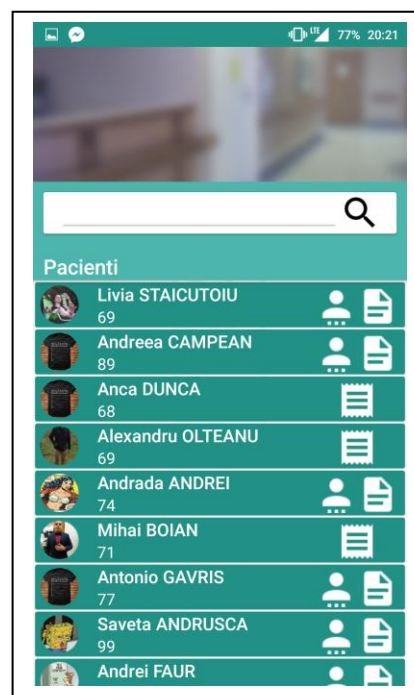 LTE 77% 20:21
Pacienti
Livia STAICUTOIU
69
Andreea CAMPEAN
89
Anca DUNCA
68
Alexandru OLTEANU
69
Andrada ANDREI
74
Mihai BOIAN
71
Antonio GAVRIS
77
Saveta ANDRUSCA
99
Andrei FAUR